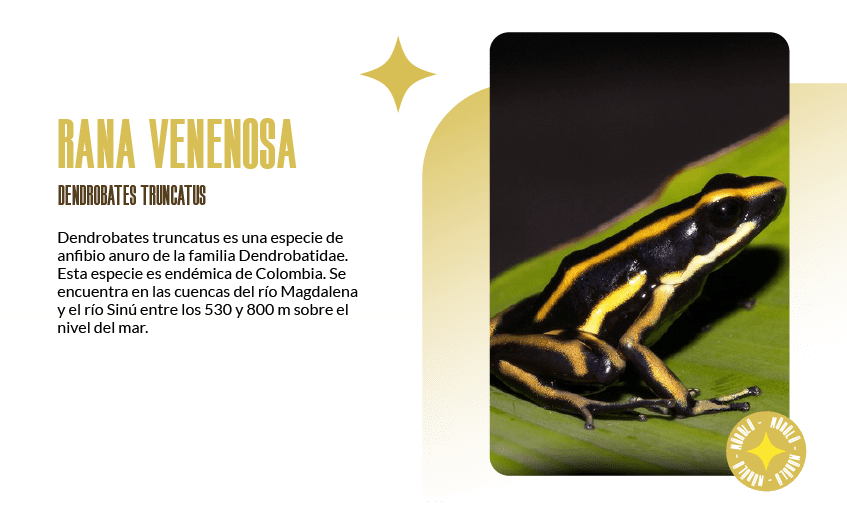 RANA VENENOSA
DENDROBATES TRUNCATUS
Dendrobates truncatus es una especie de
anfibio anuro de la familia Dendrobatidae.
Esta especie es endémica de Colombia. Se
encuentra en las cuencas del río Magdalena
y el río Sinú entre los 530 y 800 m sobre el
nivel del mar.